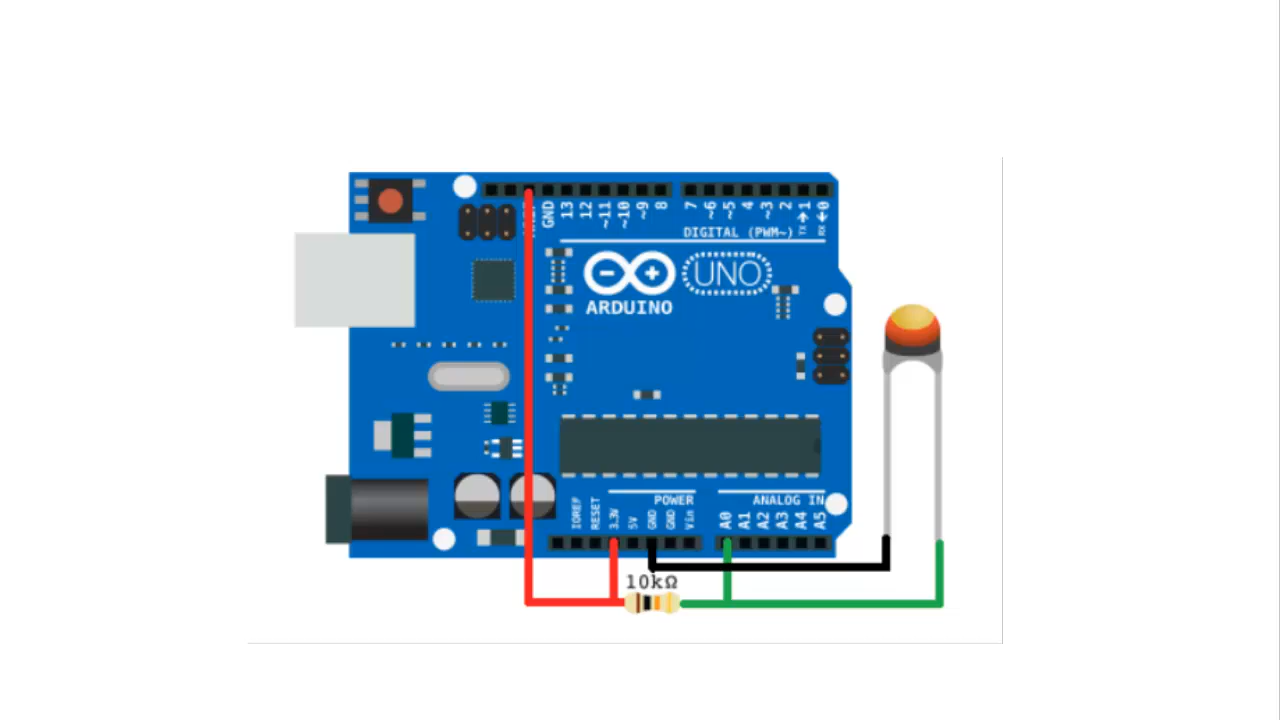 GND
13
12
~11
~10
~9
8
7
~6
~5
4
~3
2
TX→1
RX←0
DIGITAL (PWM~)
UNO
ARDUINO
POWER
ANALOG IN
IOREF
RESET
3.3V
5V
GND
GND
Vin
A0
A1
A2
A3
A4
A5
10kΩ